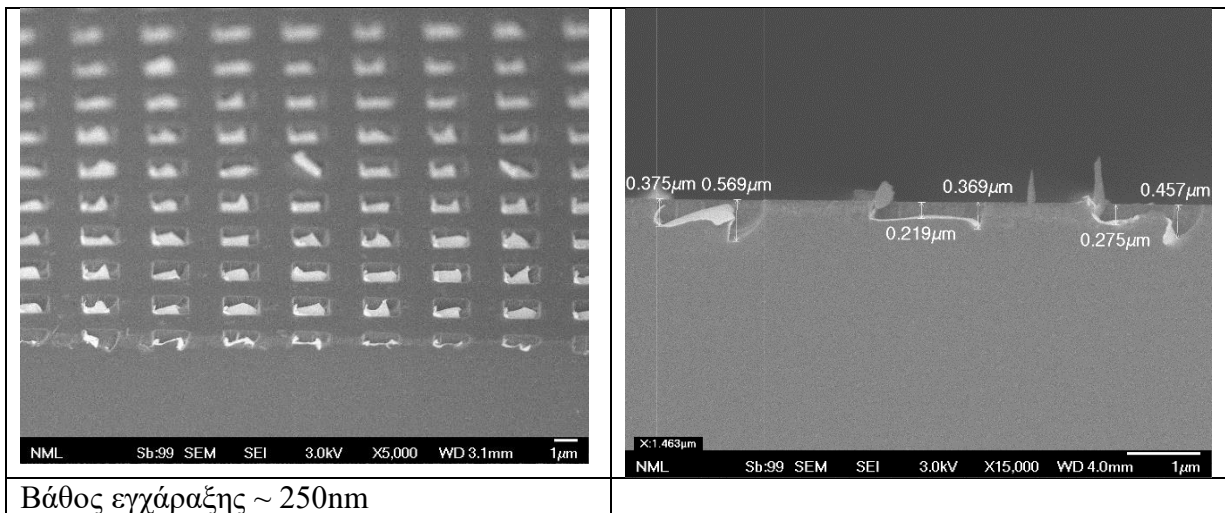 0.375μm 0.569μm 0.369μm 0.457μm
0.219μm 0.275μm
X:1.463μm
NML Sb:99 SEM SEI 3.0kV X5,000 WD 3.1mm 1μm
NML Sb:99 SEM SEI 3.0kV X15,000 WD 4.0mm 1μm
Βάθος εγχάραξης ~ 250nm